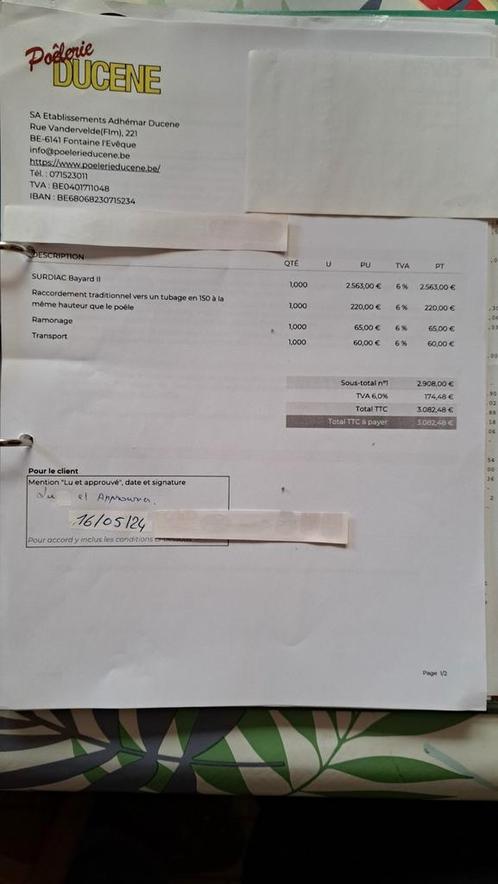 Poêlerie
DUCENE
SA Etablissements Adhémar Ducene
Rue Vandervelde(Flm), 221
BE-6141 Fontaine l'Evêque
info@poelerieducene.be
https://www.poelerieducene.be/
Tél. : 071523011
TVA : BE0401711048
IBAN : BE68068230715234
DESCRIPTION QTÉ U PU TVA PT
SURDIAC Bayard II 1,000 2.563,00 € 6 % 2.563,00 €
Raccordement traditionnel vers un tubage en 150 à la
même hauteur que le poêle 1,000 220,00 € 6 % 220,00 €
Ramonage 1,000 65,00 € 6 % 65,00 €
Transport 1,000 60,00 € 6 % 60,00 €
Sous-total n°1 2.908,00 €
TVA 6,0% 174,48 €
Total TTC 3.082,48 €
Total TTC à payer 3.082,48 €
Pour le client
Mention "Lu et approuvé", date et signature
Lu et Approuver.
16/05/24
Pour accord y inclus les conditions
Page 1/2